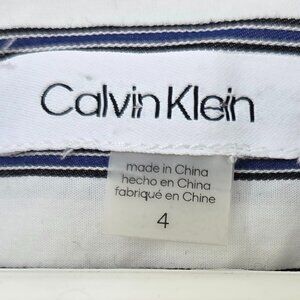 Calvin Klein
made in China
hecho en China
fabriqué en Chine
4